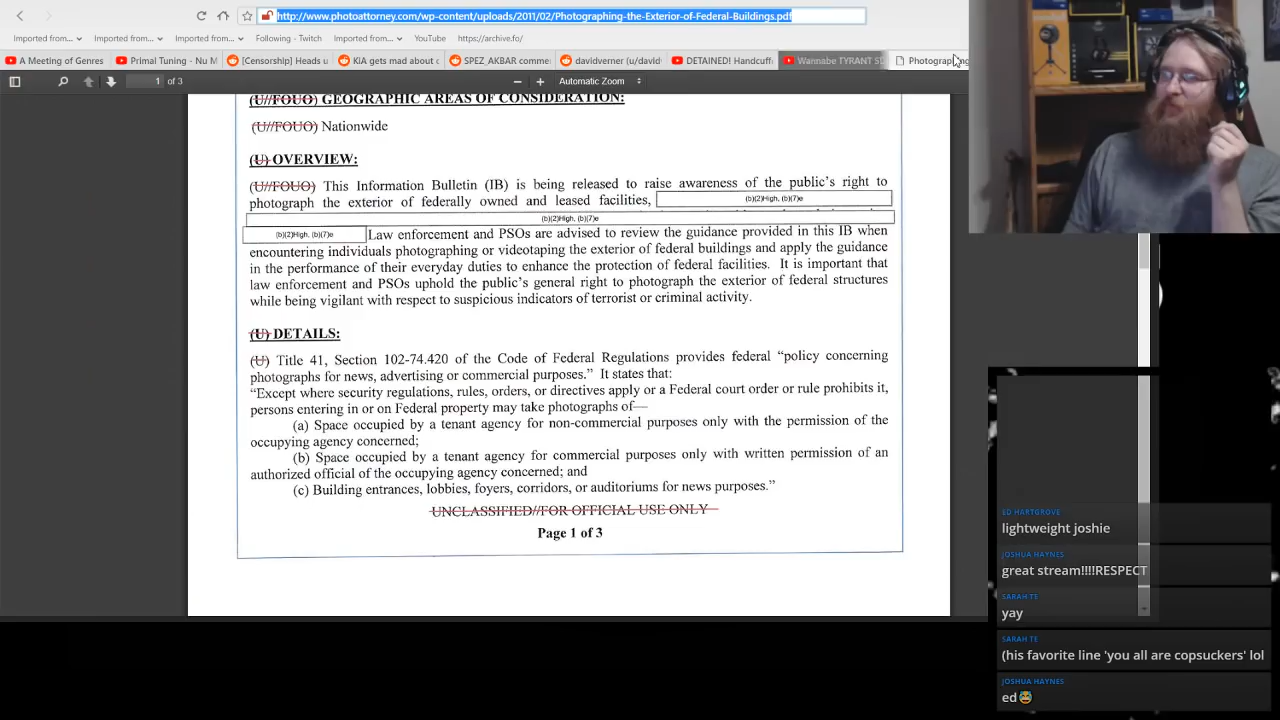 http://www.photoattorney.com/wp-content/uploads/2011/02/Photographing-the-Exterior-of-Federal-Buildings.pdf
Imported from... Imported from... Imported from... Following - Twitch Imported from... YouTube https://archive.fo/
A Meeting of Genres Primal Tuning - Nu M [Censorship] Heads u KiA gets mad about c SPEZ_AKBAR comme davidverner (u/david DETAINED! Handcuff Wannabe TYRANT S Photographing
1 of 3 Automatic Zoom
(U//FOUO) GEOGRAPHIC AREAS OF CONSIDERATION:
(U//FOUO) Nationwide
(U) OVERVIEW:
(U//FOUO) This Information Bulletin (IB) is being released to raise awareness of the public's right to
photograph the exterior of federally owned and leased facilities, (b)(2)High, (b)(7)e
(b)(2)High, (b)(7)e
(b)(2)High, (b)(7)e Law enforcement and PSOs are advised to review the guidance provided in this IB when
encountering individuals photographing or videotaping the exterior of federal buildings and apply the guidance
in the performance of their everyday duties to enhance the protection of federal facilities. It is important that
law enforcement and PSOs uphold the public's general right to photograph the exterior of federal structures
while being vigilant with respect to suspicious indicators of terrorist or criminal activity.
(U) DETAILS:
(U) Title 41, Section 102-74.420 of the Code of Federal Regulations provides federal "policy concerning
photographs for news, advertising or commercial purposes." It states that:
"Except where security regulations, rules, orders, or directives apply or a Federal court order or rule prohibits it,
persons entering in or on Federal property may take photographs of—
(a) Space occupied by a tenant agency for non-commercial purposes only with the permission of the
occupying agency concerned;
(b) Space occupied by a tenant agency for commercial purposes only with written permission of an
authorized official of the occupying agency concerned; and
(c) Building entrances, lobbies, foyers, corridors, or auditoriums for news purposes."
UNCLASSIFIED//FOR OFFICIAL USE ONLY
Page 1 of 3
ED HARTGROVE
lightweight joshie
JOSHUA HAYNES
great stream!!!!RESPECT
SARAH TE
yay
SARAH TE
(his favorite line 'you all are copsuckers' lol
JOSHUA HAYNES
ed😂